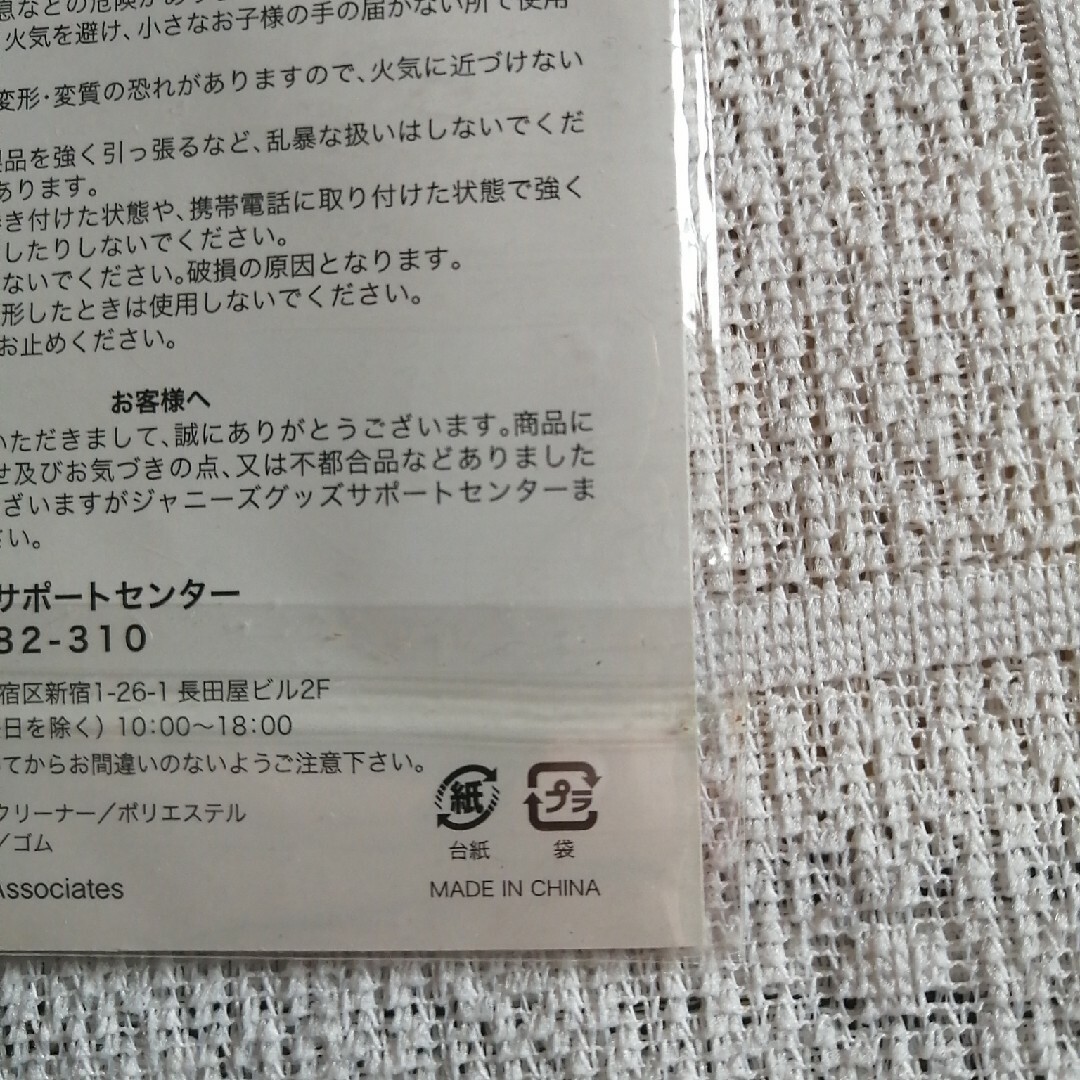 息などの危険があり
火気を避け、小さなお子様の手の届かない所で使用
変形・変質の恐れがありますので、火気に近づけない
品を強く引っ張るなど、乱暴な扱いはしないでくだ
あります。
き付けた状態や、携帯電話に取り付けた状態で強く
したりしないでください。
ないでください。破損の原因となります。
形したときは使用しないでください。
お止めください。
お客様へ
いただきまして、誠にありがとうございます。商品に
せ及びお気づきの点、又は不都合品などありました
ざいますがジャニーズグッズサポートセンターま
さい。
サポートセンター
82-310
宿区新宿1-26-1 長田屋ビル2F
日を除く) 10:00〜18:00
てからお間違いのないようご注意下さい。
クリーナー/ポリエステル
/ゴム
Associates
紙
台紙
プラ
袋
MADE IN CHINA